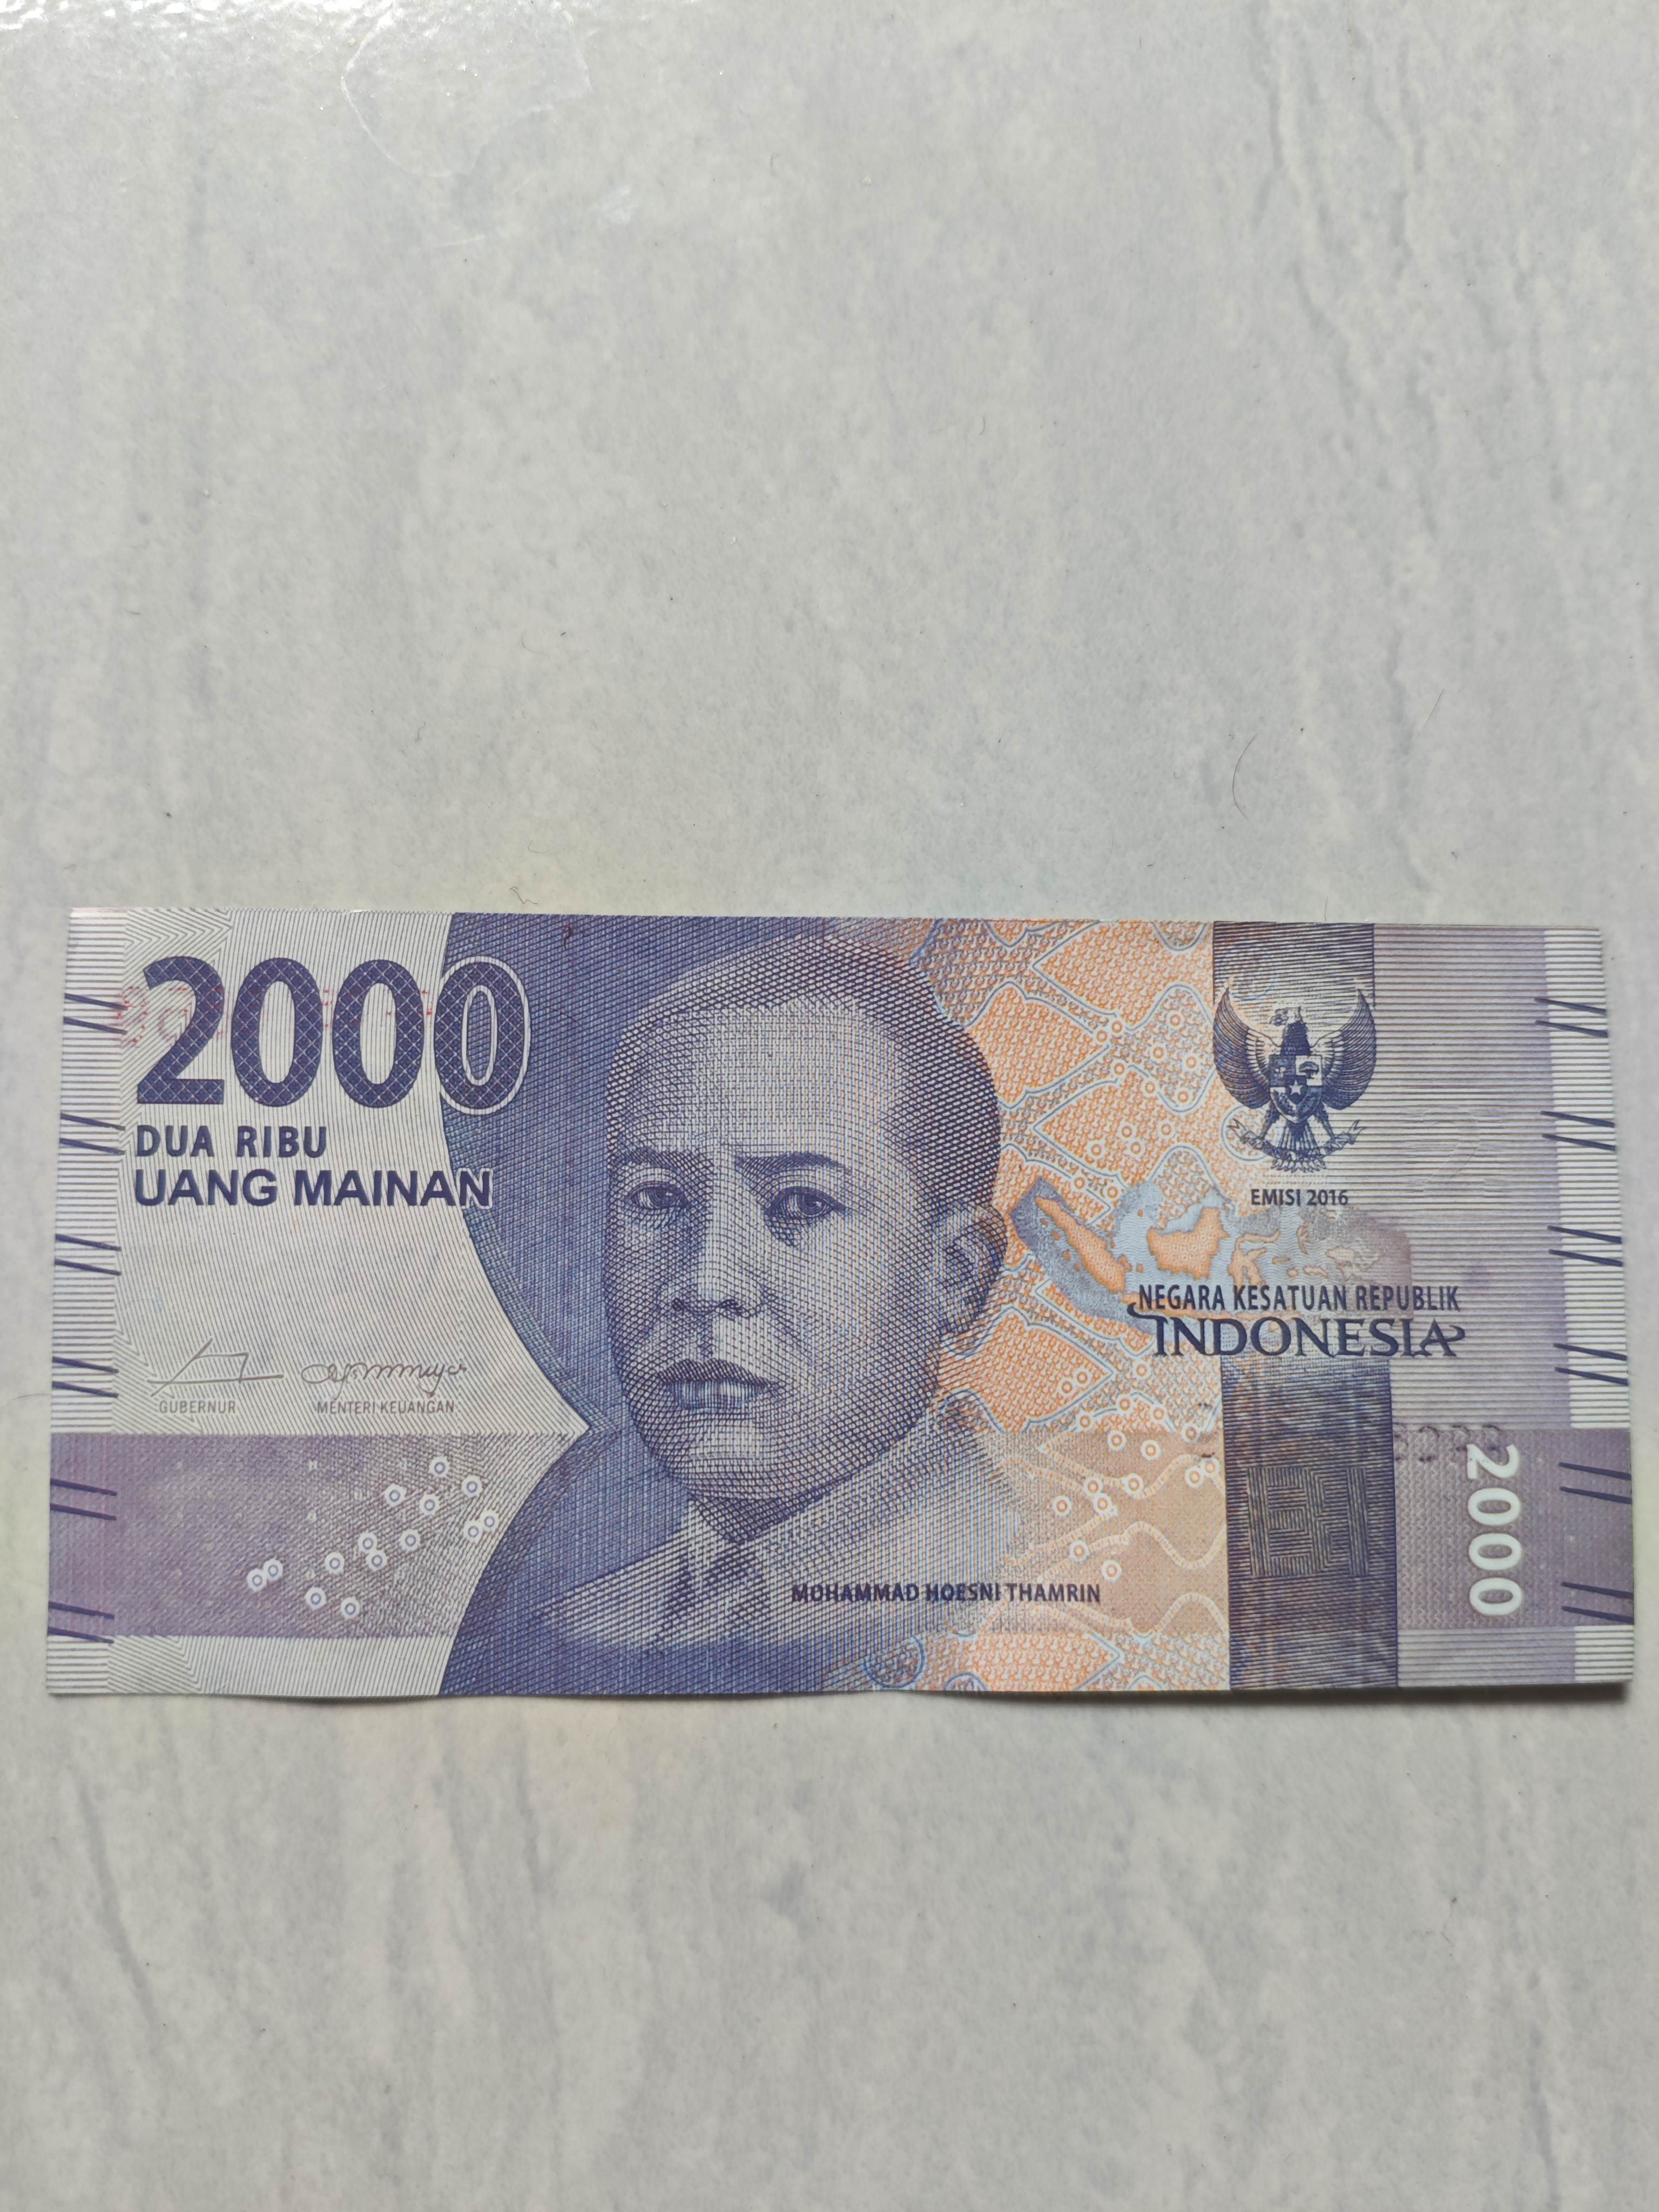 2000
DUA RIBU
UANG MAINAN
EMISI 2016
NEGARA KESATUAN REPUBLIK
INDONESIA
GUBERNUR
MENTERI KEUANGAN
2000
MOHAMMAD HOESNI THAMRIN